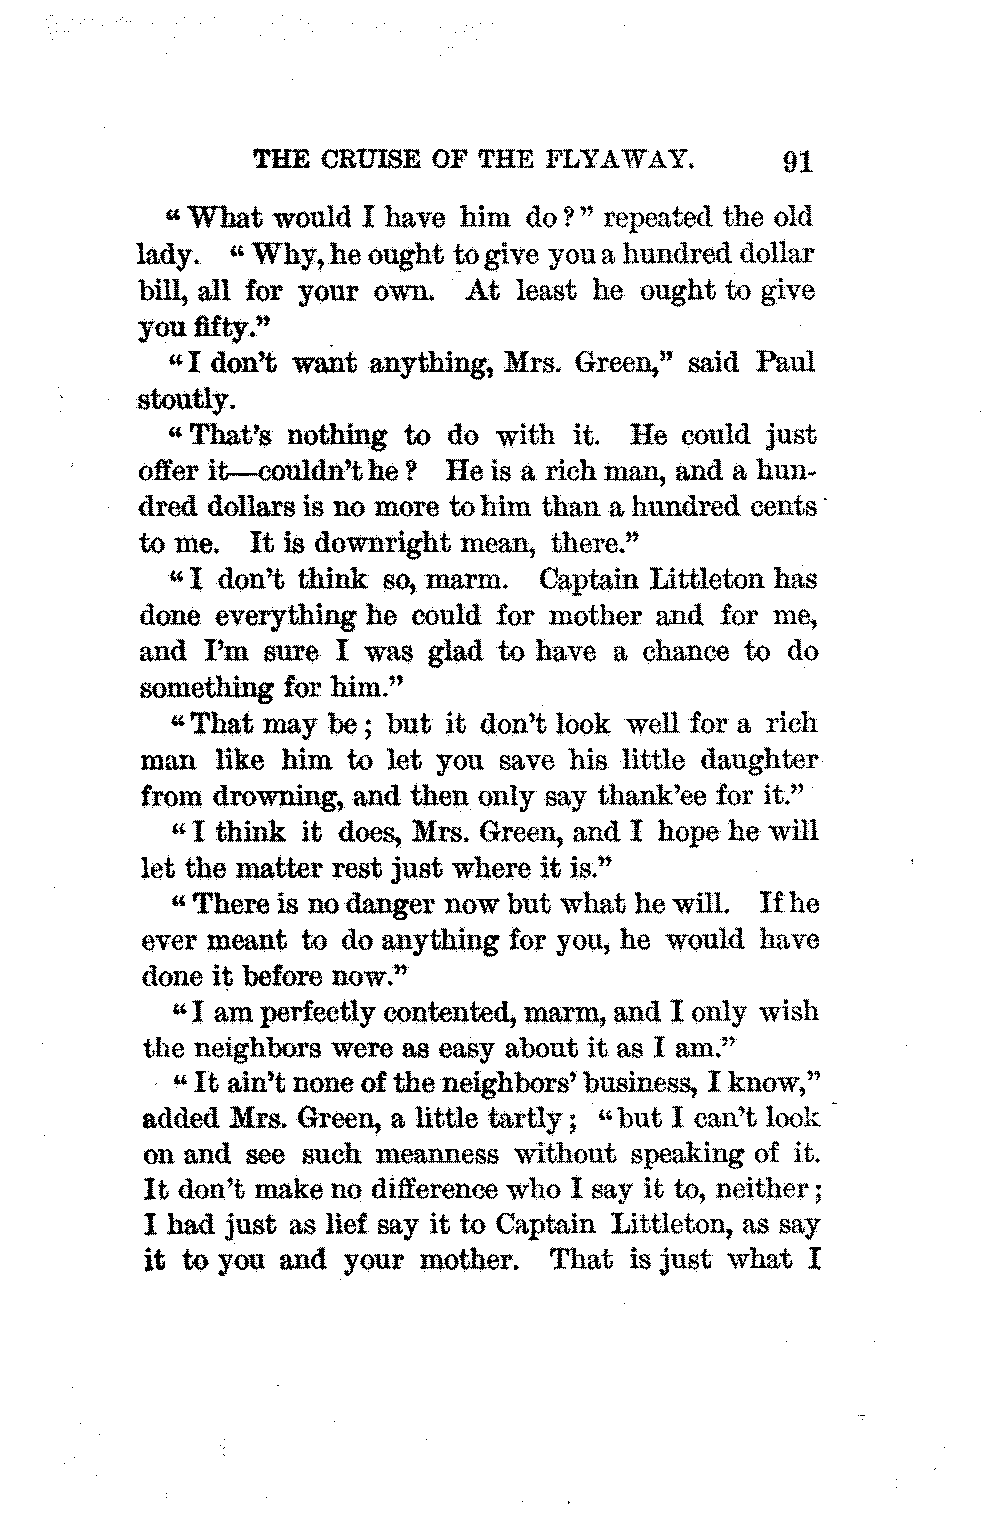 THE CRUISE OF THE FLYAWAY. 91
“What would I have him do?” repeated the old
lady. “Why, he ought to give you a hundred dollar
bill, all for your own. At least he ought to give
you fifty.”
“I don’t want anything, Mrs. Green,” said Paul
stoutly.
“That’s nothing to do with it. He could just
offer it—couldn’t he? He is a rich man, and a hun-
dred dollars is no more to him than a hundred cents
to me. It is downright mean, there.”
“I don’t think so, marm. Captain Littleton has
done everything he could for mother and for me,
and I’m sure I was glad to have a chance to do
something for him.”
“That may be; but it don’t look well for a rich
man like him to let you save his little daughter
from drowning, and then only say thank’ee for it.”
“I think it does, Mrs. Green, and I hope he will
let the matter rest just where it is.”
“There is no danger now but what he will. If he
ever meant to do anything for you, he would have
done it before now.”
“I am perfectly contented, marm, and I only wish
the neighbors were as easy about it as I am.”
“It ain’t none of the neighbors’ business, I know,”
added Mrs. Green, a little tartly; “but I can’t look
on and see such meanness without speaking of it.
It don’t make no difference who I say it to, neither;
I had just as lief say it to Captain Littleton, as say
it to you and your mother. That is just what I